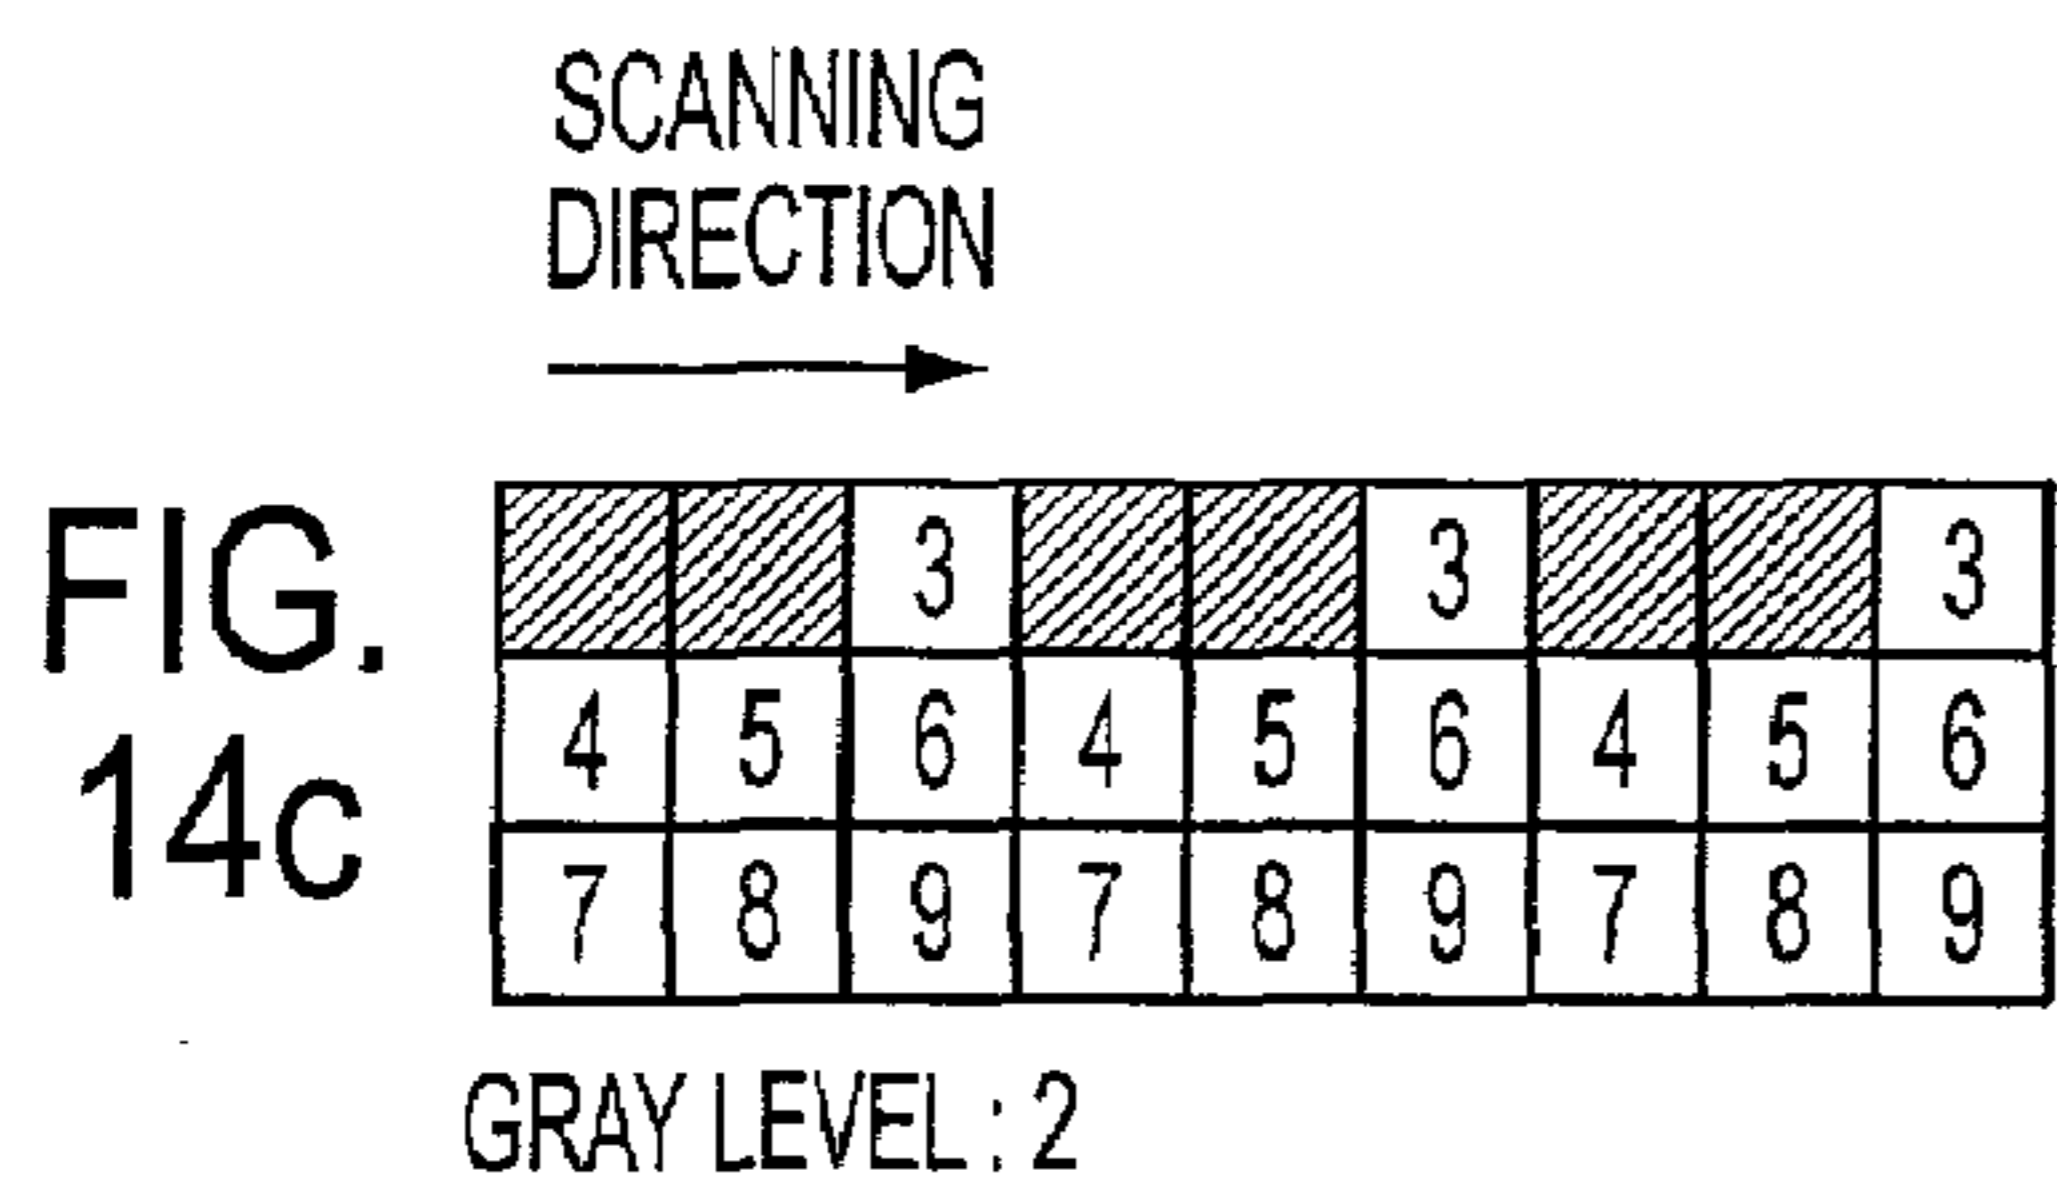 SCANNING
DIRECTION
FIG.
14c
3 3 3
4 5 6 4 5 6 4 5 6
7 8 9 7 8 9 7 8 9
GRAY LEVEL : 2